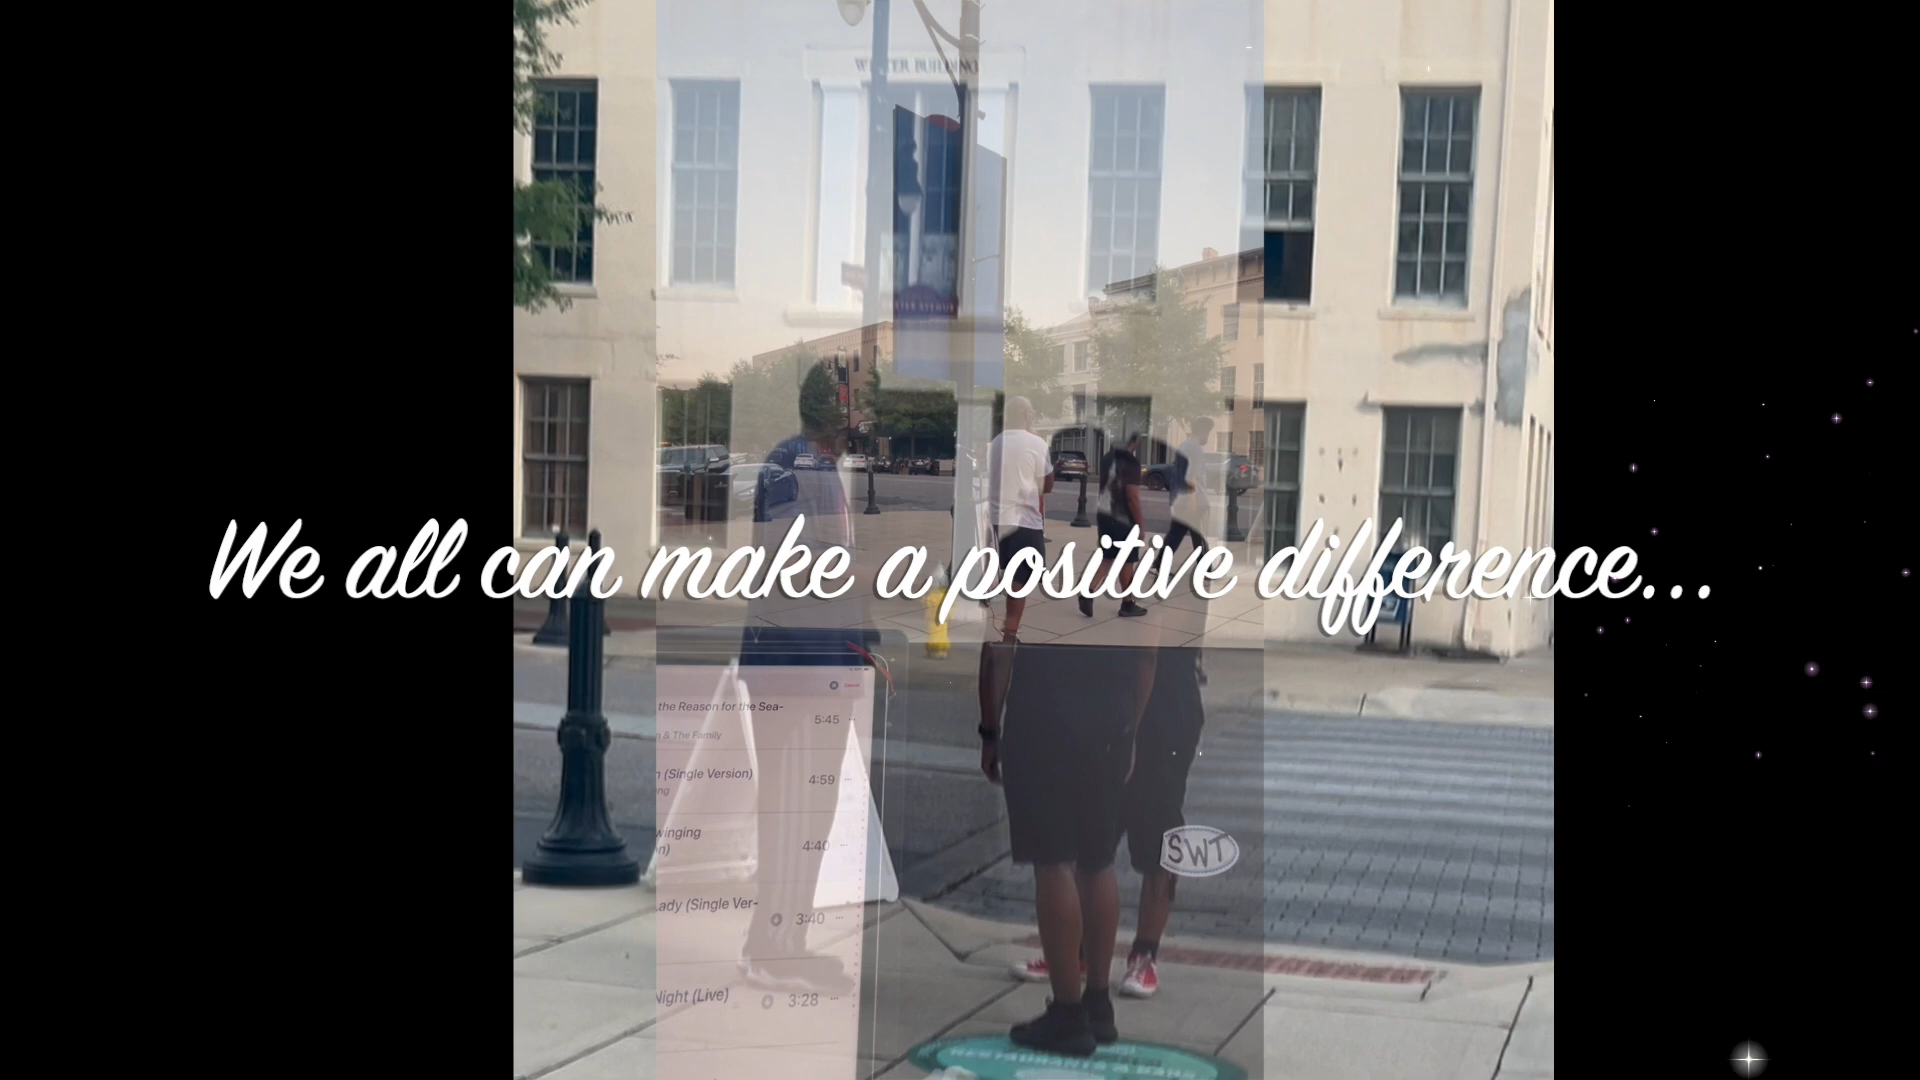 We all can make a positive difference...
the Reason for the Sea-
5:45
n & The Family
n (Single Version)
4:59
winging
4:40
Lady (Single Ver-
3:40
Night (Live)
3:28
SWT